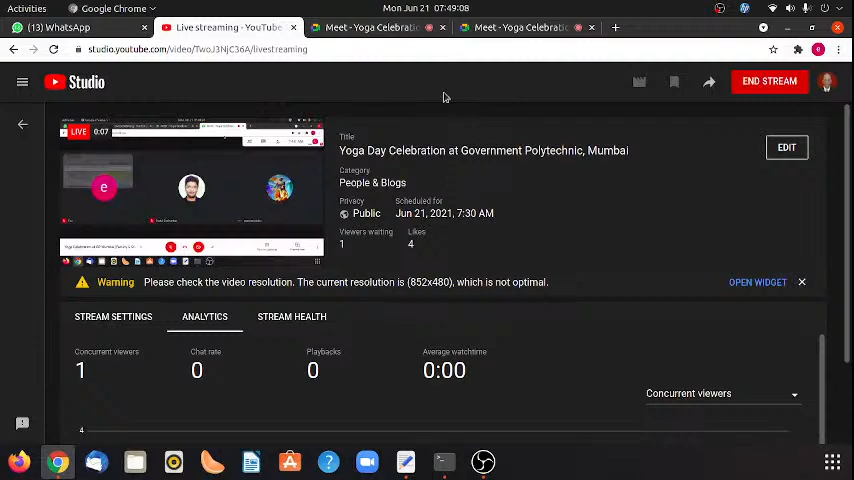 Activities
Google Chrome
Mon Jun 21 07:49:08
(13) WhatsApp
Live streaming - YouTube
Meet - Yoga Celebratio
Meet - Yoga Celebratio
studio.youtube.com/video/TwoJ3NjC36A/livestreaming
Studio
END STREAM
LIVE 0:07
e
Title
Yoga Day Celebration at Government Polytechnic, Mumbai
EDIT
Category
People & Blogs
Privacy
Scheduled for
Public
Jun 21, 2021, 7:30 AM
Viewers waiting
Likes
1
4
Warning Please check the video resolution. The current resolution is (852x480), which is not optimal.
OPEN WIDGET
STREAM SETTINGS
ANALYTICS
STREAM HEALTH
Concurrent viewers
Chat rate
Playbacks
Average watchtime
1
0
0
0:00
Concurrent viewers
4